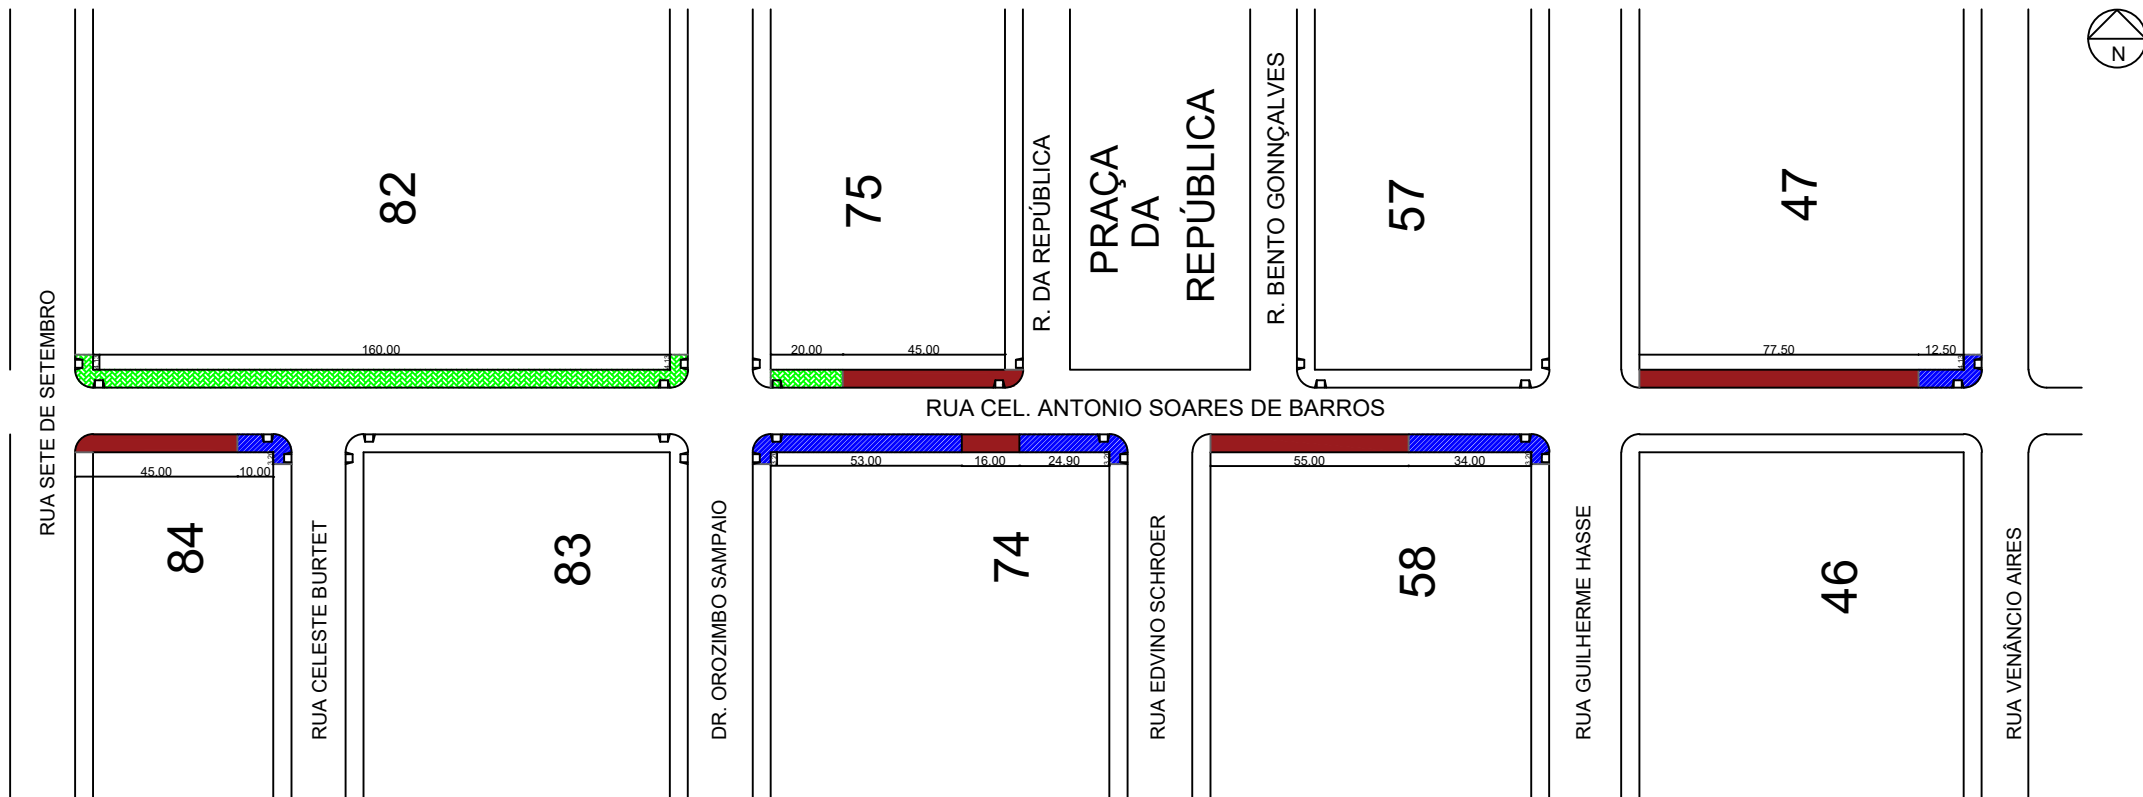 N
82
75
PRAÇA
DA
REPÚBLICA
57
47
R. DA REPÚBLICA
R. BENTO GONNÇALVES
RUA SETE DE SETEMBRO
160.00
20.00
45.00
77.50
12.50
RUA CEL. ANTONIO SOARES DE BARROS
45.00
10.00
53.00
16.00
24.90
55.00
34.00
84
83
74
58
46
RUA CELESTE BURTET
DR. OROZIMBO SAMPAIO
RUA EDVINO SCHROER
RUA GUILHERME HASSE
RUA VENÂNCIO AIRES